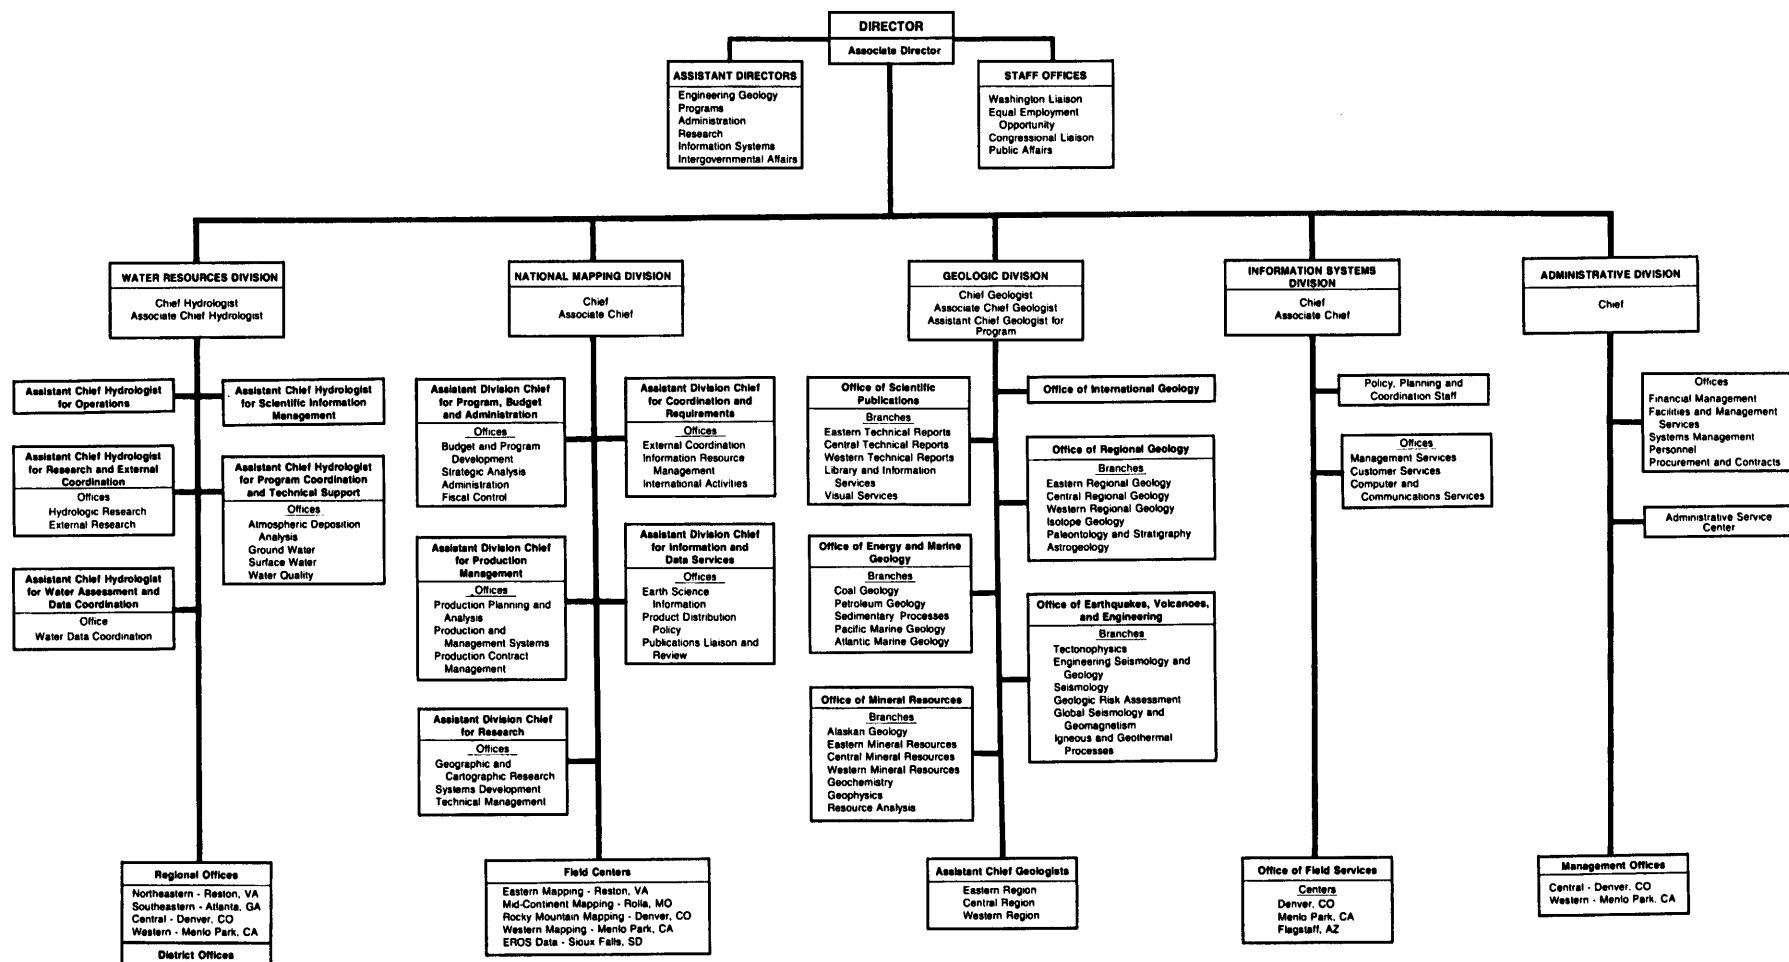 DIRECTOR
Associate Director
ASSISTANT DIRECTORS
Engineering Geology
Programs
Administration
Research
Information Systems
Intergovernmental Affairs
STAFF OFFICES
Washington Liaison
Equal Employment
Opportunity
Congressional Liaison
Public Affairs
WATER RESOURCES DIVISION
Chief Hydrologist
Associate Chief Hydrologist
Assistant Chief Hydrologist
for Operations
Assistant Chief Hydrologist
for Scientific Information
Management
Assistant Chief Hydrologist
for Research and External
Coordination
Offices
Hydrologic Research
External Research
Assistant Chief Hydrologist
for Program Coordination
and Technical Support
Offices
Atmospheric Deposition
Analysis
Ground Water
Surface Water
Water Quality
Assistant Chief Hydrologist
for Water Assessment and
Data Coordination
Office
Water Data Coordination
Regional Offices
Northeastern - Reston, VA
Southeastern - Atlanta, GA
Central - Denver, CO
Western - Menlo Park, CA
District Offices
NATIONAL MAPPING DIVISION
Chief
Associate Chief
Assistant Division Chief
for Program, Budget
and Administration
Offices
Budget and Program
Development
Strategic Analysis
Administration
Fiscal Control
Assistant Division Chief
for Coordination and
Requirements
Offices
External Coordination
Information Resource
Management
International Activities
Assistant Division Chief
for Production
Management
Offices
Production Planning and
Analysis
Production and
Management Systems
Production Contract
Management
Assistant Division Chief
for Information and
Data Services
Offices
Earth Science
Information
Product Distribution
Policy
Publications Liaison and
Review
Assistant Division Chief
for Research
Offices
Geographic and
Cartographic Research
Systems Development
Technical Management
Field Centers
Eastern Mapping - Reston, VA
Mid-Continent Mapping - Rolla, MO
Rocky Mountain Mapping - Denver, CO
Western Mapping - Menlo Park, CA
EROS Data - Sioux Falls, SD
GEOLOGIC DIVISION
Chief Geologist
Associate Chief Geologist
Assistant Chief Geologist for
Program
Office of Scientific
Publications
Branches
Eastern Technical Reports
Central Technical Reports
Western Technical Reports
Library and Information
Services
Visual Services
Office of International Geology
Office of Regional Geology
Branches
Eastern Regional Geology
Central Regional Geology
Western Regional Geology
Isotope Geology
Paleontology and Stratigraphy
Astrogeology
Office of Energy and Marine
Geology
Branches
Coal Geology
Petroleum Geology
Sedimentary Processes
Pacific Marine Geology
Atlantic Marine Geology
Office of Earthquakes, Volcanoes,
and Engineering
Branches
Tectonophysics
Engineering Seismology and
Geology
Seismology
Geologic Risk Assessment
Global Seismology and
Geomagnetism
Igneous and Geothermal
Processes
Office of Mineral Resources
Branches
Alaskan Geology
Eastern Mineral Resources
Central Mineral Resources
Western Mineral Resources
Geochemistry
Geophysics
Resource Analysis
Assistant Chief Geologists
Eastern Region
Central Region
Western Region
INFORMATION SYSTEMS
DIVISION
Chief
Associate Chief
Policy, Planning and
Coordination Staff
Offices
Management Services
Customer Services
Computer and
Communications Services
Office of Field Services
Centers
Denver, CO
Menlo Park, CA
Flagstaff, AZ
ADMINISTRATIVE DIVISION
Chief
Offices
Financial Management
Facilities and Management
Services
Systems Management
Personnel
Procurement and Contracts
Administrative Service
Center
Management Offices
Central - Denver, CO
Western - Menlo Park, CA